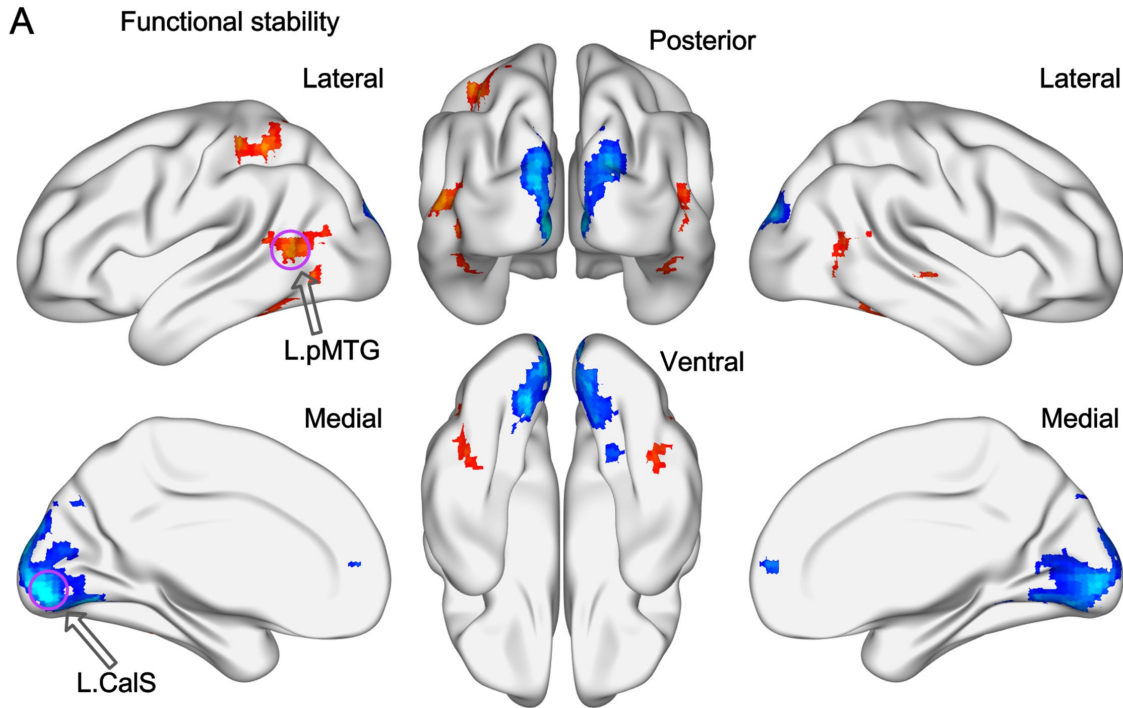 A
Functional stability
Posterior
Lateral
Lateral
L.pMTG
Ventral
Medial
Medial
L.CalS